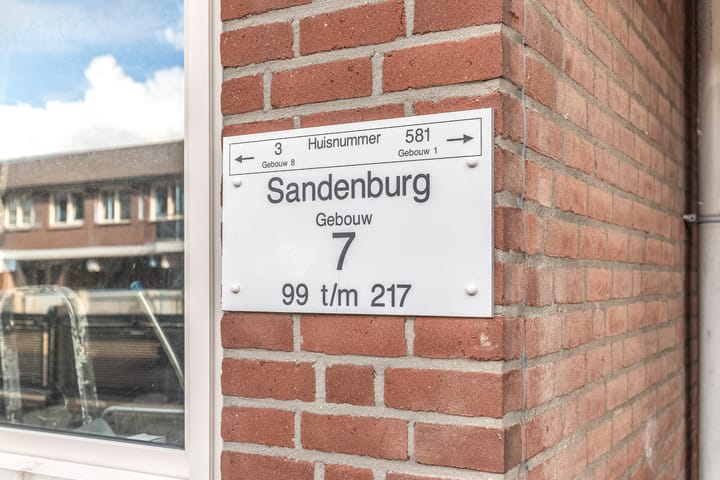 ← 3 Huisnummer 581 →
Gebouw 8 Gebouw 1
Sandenburg
Gebouw
7
99 t/m 217